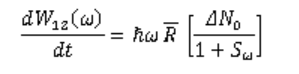 dW₁₂(ω)/dt = ℏω R̅ [ΔN₀/(1 + S_ω)]